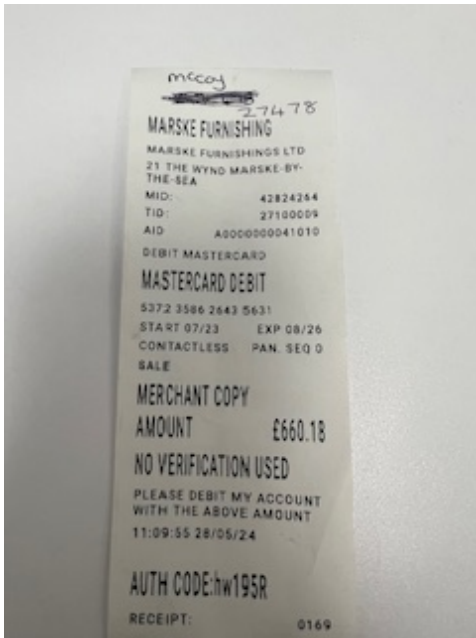 mccoy
27478
MARSKE FURNISHING
MARSKE FURNISHINGS LTD
21 THE WYND MARSKE-BY-
THE-SEA
MID: 42824264
TID: 27100009
AID: A0000000041010
DEBIT MASTERCARD
MASTERCARD DEBIT
5372 3586 2643 5631
START 07/23 EXP 08/26
CONTACTLESS PAN. SEQ 0
SALE
MERCHANT COPY
AMOUNT £660.18
NO VERIFICATION USED
PLEASE DEBIT MY ACCOUNT
WITH THE ABOVE AMOUNT
11:09:55 28/05/24
AUTH CODE:hw195R
RECEIPT: 0169